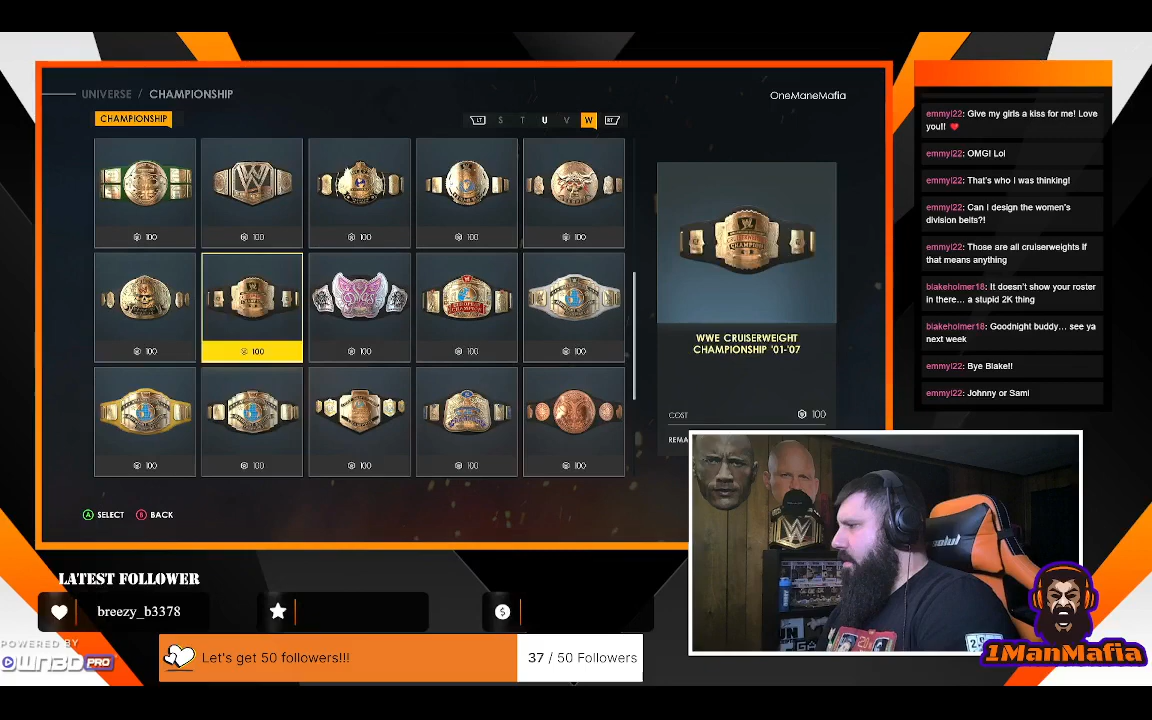 UNIVERSE / CHAMPIONSHIP
OneManeMafia
CHAMPIONSHIP
LT S T U V W RT
100 100 100 100 100
100 100 100 100 100
100 100 100 100 100
WWE CRUISERWEIGHT
CHAMPIONSHIP '01-'07
COST 100
A SELECT B BACK
emmyl22: Give my girls a kiss for me! Love
you!! ❤
emmyl22: OMG! Lol
emmyl22: That's who I was thinking!
emmyl22: Can I design the women's
division belts?!
emmyl22: Those are all cruiserweights if
that means anything
blakeholmer18: It doesn't show your roster
in there... a stupid 2K thing
blakeholmer18: Goodnight buddy... see ya
next week
emmyl22: Bye Blake!!
emmyl22: Johnny or Sami
LATEST FOLLOWER
breezy_b3378
POWERED BY
OWN3D PRO
Let's get 50 followers!!!
37 / 50 Followers
1ManMafia